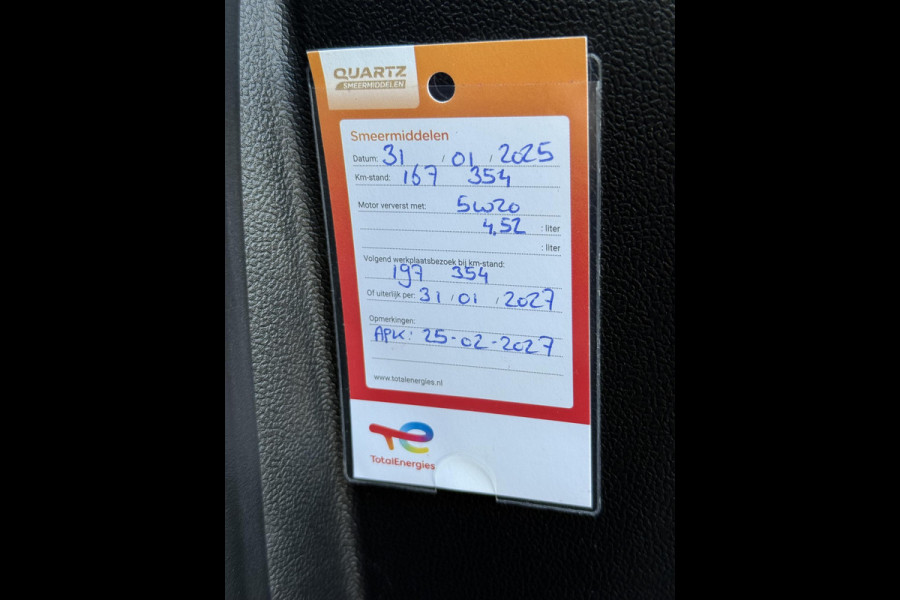 QUARTZ
SMEERMIDDELEN
Smeermiddelen
Datum: 31 / 01 / 2025
Km-stand: 167 354
Motor ververst met: 5W20
4,52 : liter
: liter
Volgend werkplaatsbezoek bij km-stand:
197 354
Of uiterlijk per: 31 / 01 / 2027
Opmerkingen:
APK: 25-02-2027
www.totalenergies.nl
TotalEnergies